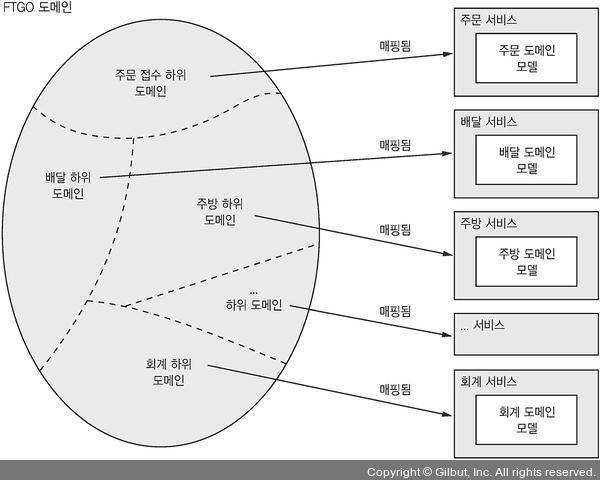 FTGO 도메인
주문 접수 하위
도메인
배달 하위
도메인
주방 하위
도메인
...
하위 도메인
회계 하위
도메인
매핑됨
매핑됨
매핑됨
매핑됨
매핑됨
주문 서비스
주문 도메인
모델
배달 서비스
배달 도메인
모델
주방 서비스
주방 도메인
모델
... 서비스
회계 서비스
회계 도메인
모델
Copyright © Gilbut, Inc. All rights reserved.